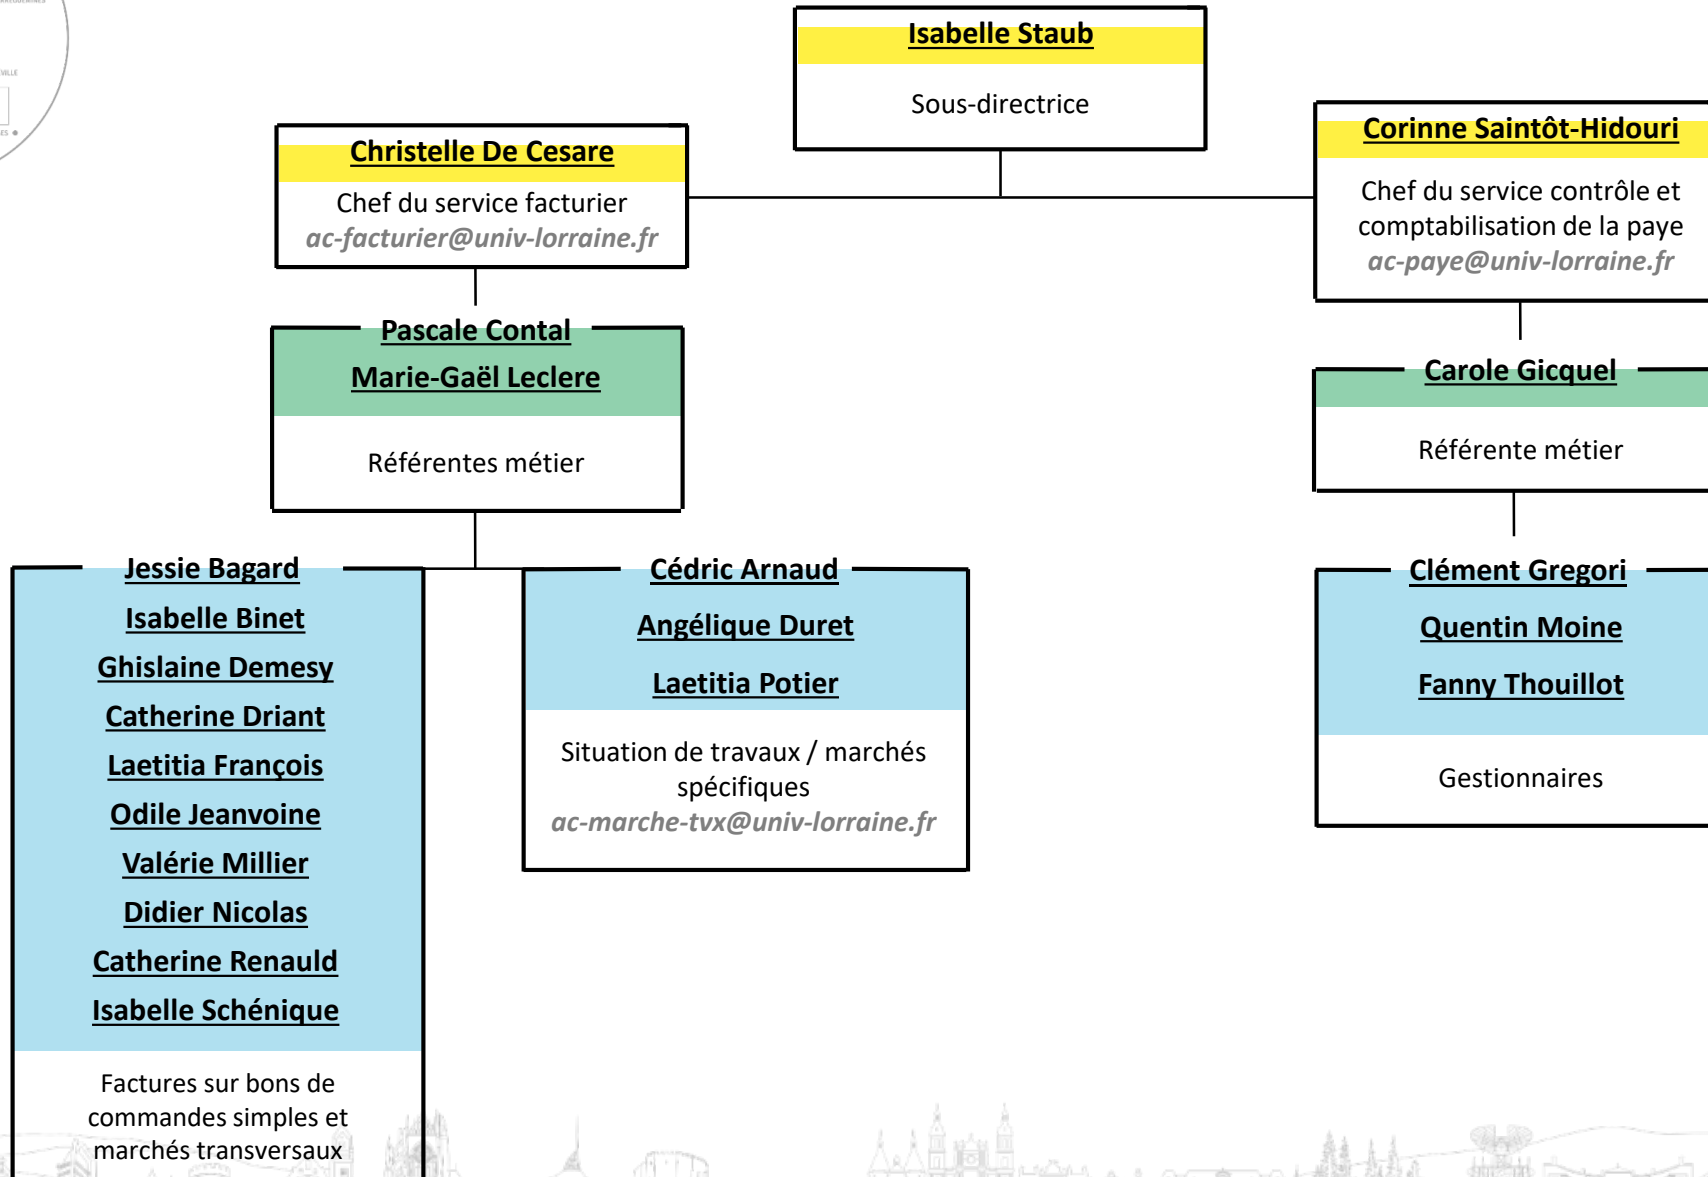 VILLE
Isabelle Staub
Sous-directrice
Christelle De Cesare
Chef du service facturier
ac-facturier@univ-lorraine.fr
Corinne Saintôt-Hidouri
Chef du service contrôle et
comptabilisation de la paye
ac-paye@univ-lorraine.fr
Pascale Contal
Marie-Gaël Leclere
Référentes métier
Carole Gicquel
Référente métier
Jessie Bagard
Isabelle Binet
Ghislaine Demesy
Catherine Driant
Laetitia François
Odile Jeanvoine
Valérie Millier
Didier Nicolas
Catherine Renauld
Isabelle Schénique
Factures sur bons de
commandes simples et
marchés transversaux
Cédric Arnaud
Angélique Duret
Laetitia Potier
Situation de travaux / marchés
spécifiques
ac-marche-tvx@univ-lorraine.fr
Clément Gregori
Quentin Moine
Fanny Thouillot
Gestionnaires